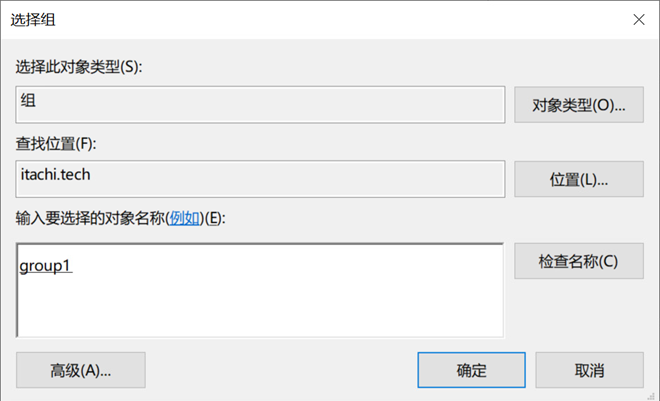 选择组
选择此对象类型(S):
组
对象类型(O)...
查找位置(F):
itachi.tech
位置(L)...
输入要选择的对象名称(例如)(E):
group1
检查名称(C)
高级(A)...
确定
取消